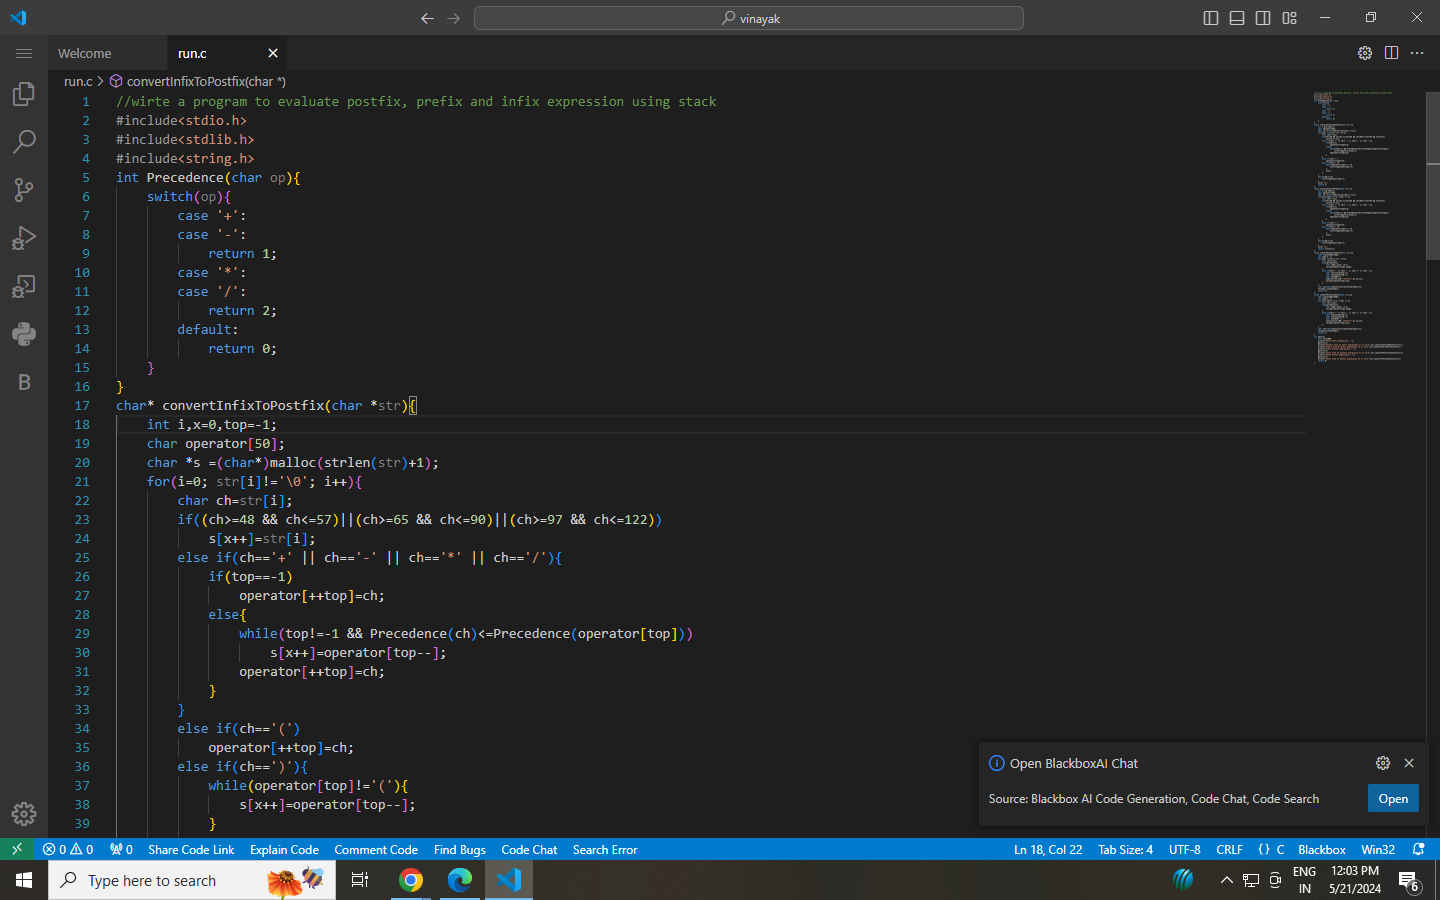 vinayak
Welcome
run.c
run.c > convertInfixToPostfix(char *)
1 //wirte a program to evaluate postfix, prefix and infix expression using stack
2 #include<stdio.h>
3 #include<stdlib.h>
4 #include<string.h>
5 int Precedence(char op){
6 switch(op){
7 case '+':
8 case '-':
9 return 1;
10 case '*':
11 case '/':
12 return 2;
13 default:
14 return 0;
15 }
16 }
17 char* convertInfixToPostfix(char *str){
18 int i,x=0,top=-1;
19 char operator[50];
20 char *s =(char*)malloc(strlen(str)+1);
21 for(i=0; str[i]!='\0'; i++){
22 char ch=str[i];
23 if((ch>=48 && ch<=57)||(ch>=65 && ch<=90)||(ch>=97 && ch<=122))
24 s[x++]=str[i];
25 else if(ch=='+' || ch=='-' || ch=='*' || ch=='/'){
26 if(top==-1)
27 operator[++top]=ch;
28 else{
29 while(top!=-1 && Precedence(ch)<=Precedence(operator[top]))
30 s[x++]=operator[top--];
31 operator[++top]=ch;
32 }
33 }
34 else if(ch=='(')
35 operator[++top]=ch;
36 else if(ch==')'){
37 while(operator[top]!='('){
38 s[x++]=operator[top--];
39 }
B
Open BlackboxAI Chat
Source: Blackbox AI Code Generation, Code Chat, Code Search
Open
0 0 0 Share Code Link Explain Code Comment Code Find Bugs Code Chat Search Error Ln 18, Col 22 Tab Size: 4 UTF-8 CRLF {} C Blackbox Win32
Type here to search
ENG
IN
12:03 PM
5/21/2024
6